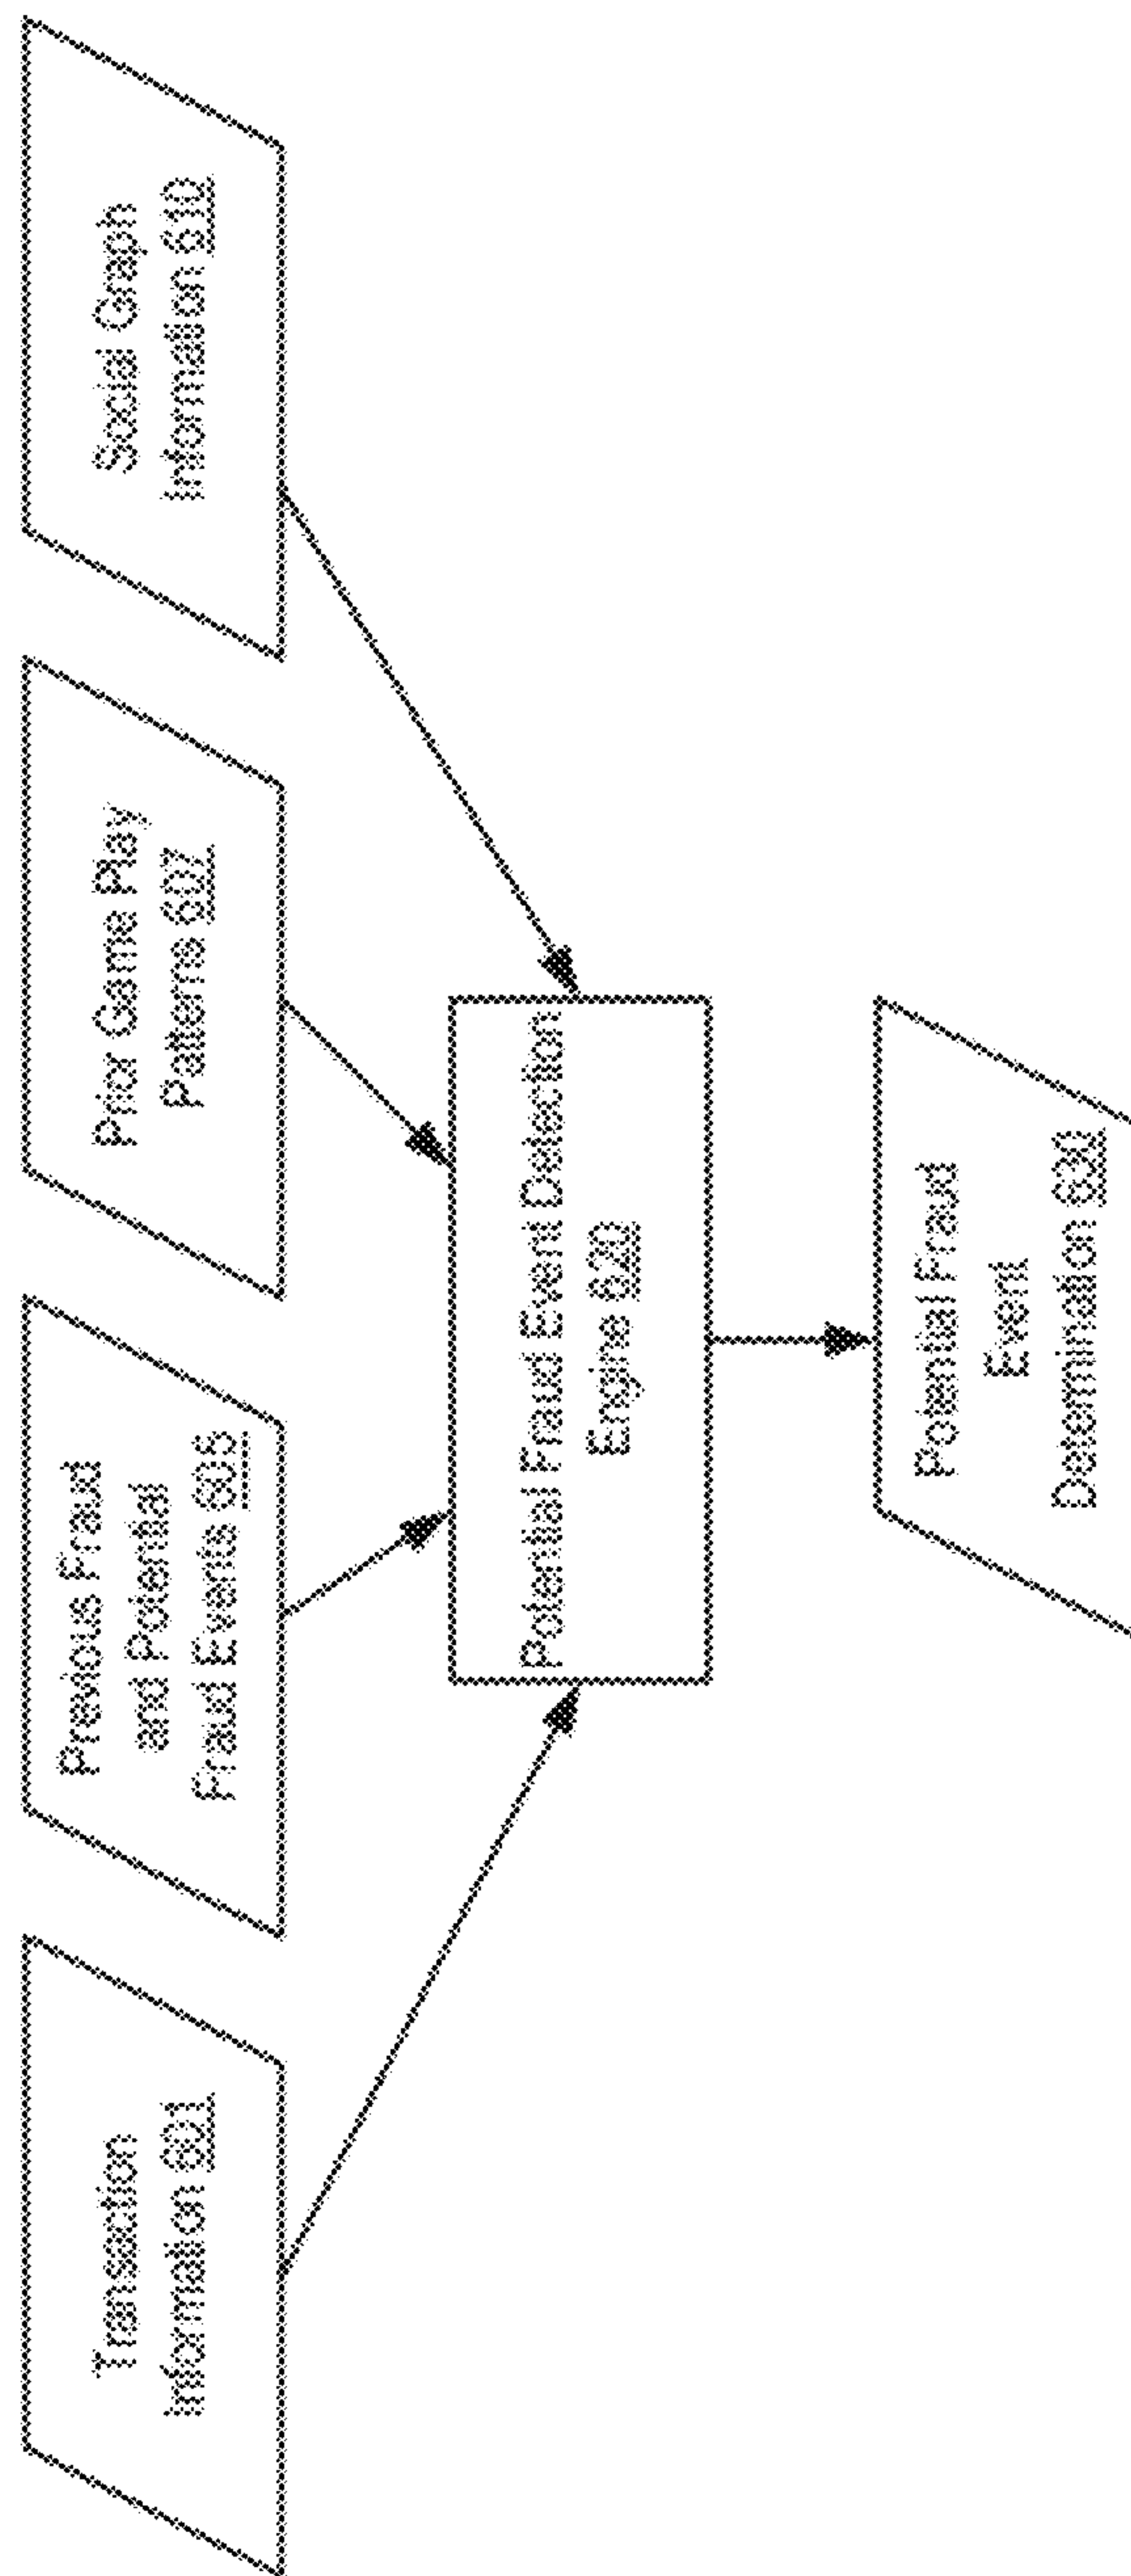 Transaction
Information 601
Previous Fraud
and Potential
Fraud Events 605
Prior Game Play
Patterns 607
Social Graph
Information 610
Potential Fraud Event Detection
Engine 620
Potential Fraud
Event
Determination 630